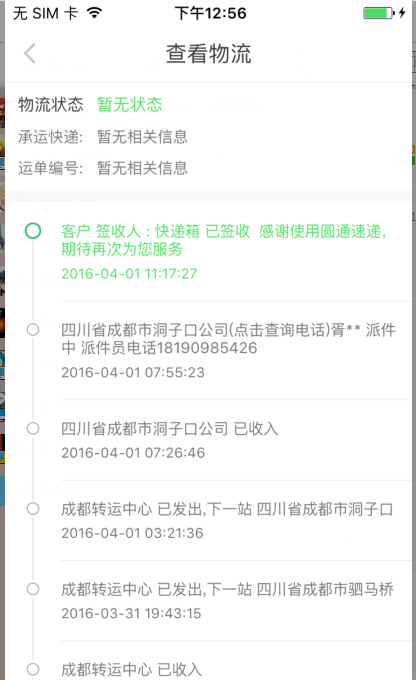 无 SIM 卡 下午12:56
查看物流
物流状态 暂无状态
承运快递: 暂无相关信息
运单编号: 暂无相关信息
客户 签收人 : 快递箱 已签收 感谢使用圆通速递,
期待再次为您服务
2016-04-01 11:17:27
四川省成都市洞子口公司(点击查询电话)胥** 派件
中 派件员电话18190985426
2016-04-01 07:55:23
四川省成都市洞子口公司 已收入
2016-04-01 07:26:46
成都转运中心 已发出,下一站 四川省成都市洞子口
2016-04-01 03:21:36
成都转运中心 已发出,下一站 四川省成都市驷马桥
2016-03-31 19:43:15
成都转运中心 已收入